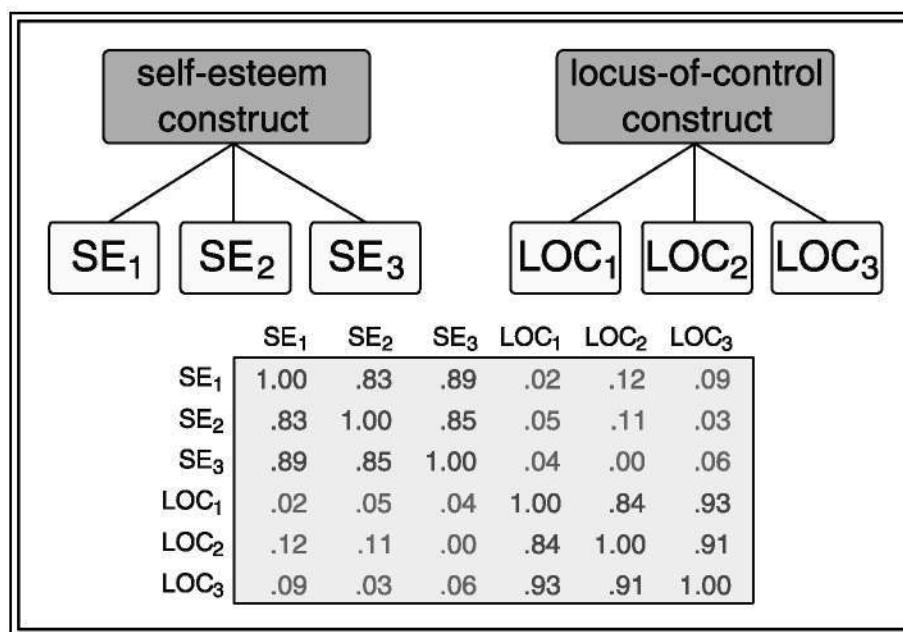 self-esteem
construct
locus-of-control
construct
SE₁ SE₂ SE₃ LOC₁ LOC₂ LOC₃
SE₁ SE₂ SE₃ LOC₁ LOC₂ LOC₃
SE₁ 1.00 .83 .89 .02 .12 .09
SE₂ .83 1.00 .85 .05 .11 .03
SE₃ .89 .85 1.00 .04 .00 .06
LOC₁ .02 .05 .04 1.00 .84 .93
LOC₂ .12 .11 .00 .84 1.00 .91
LOC₃ .09 .03 .06 .93 .91 1.00